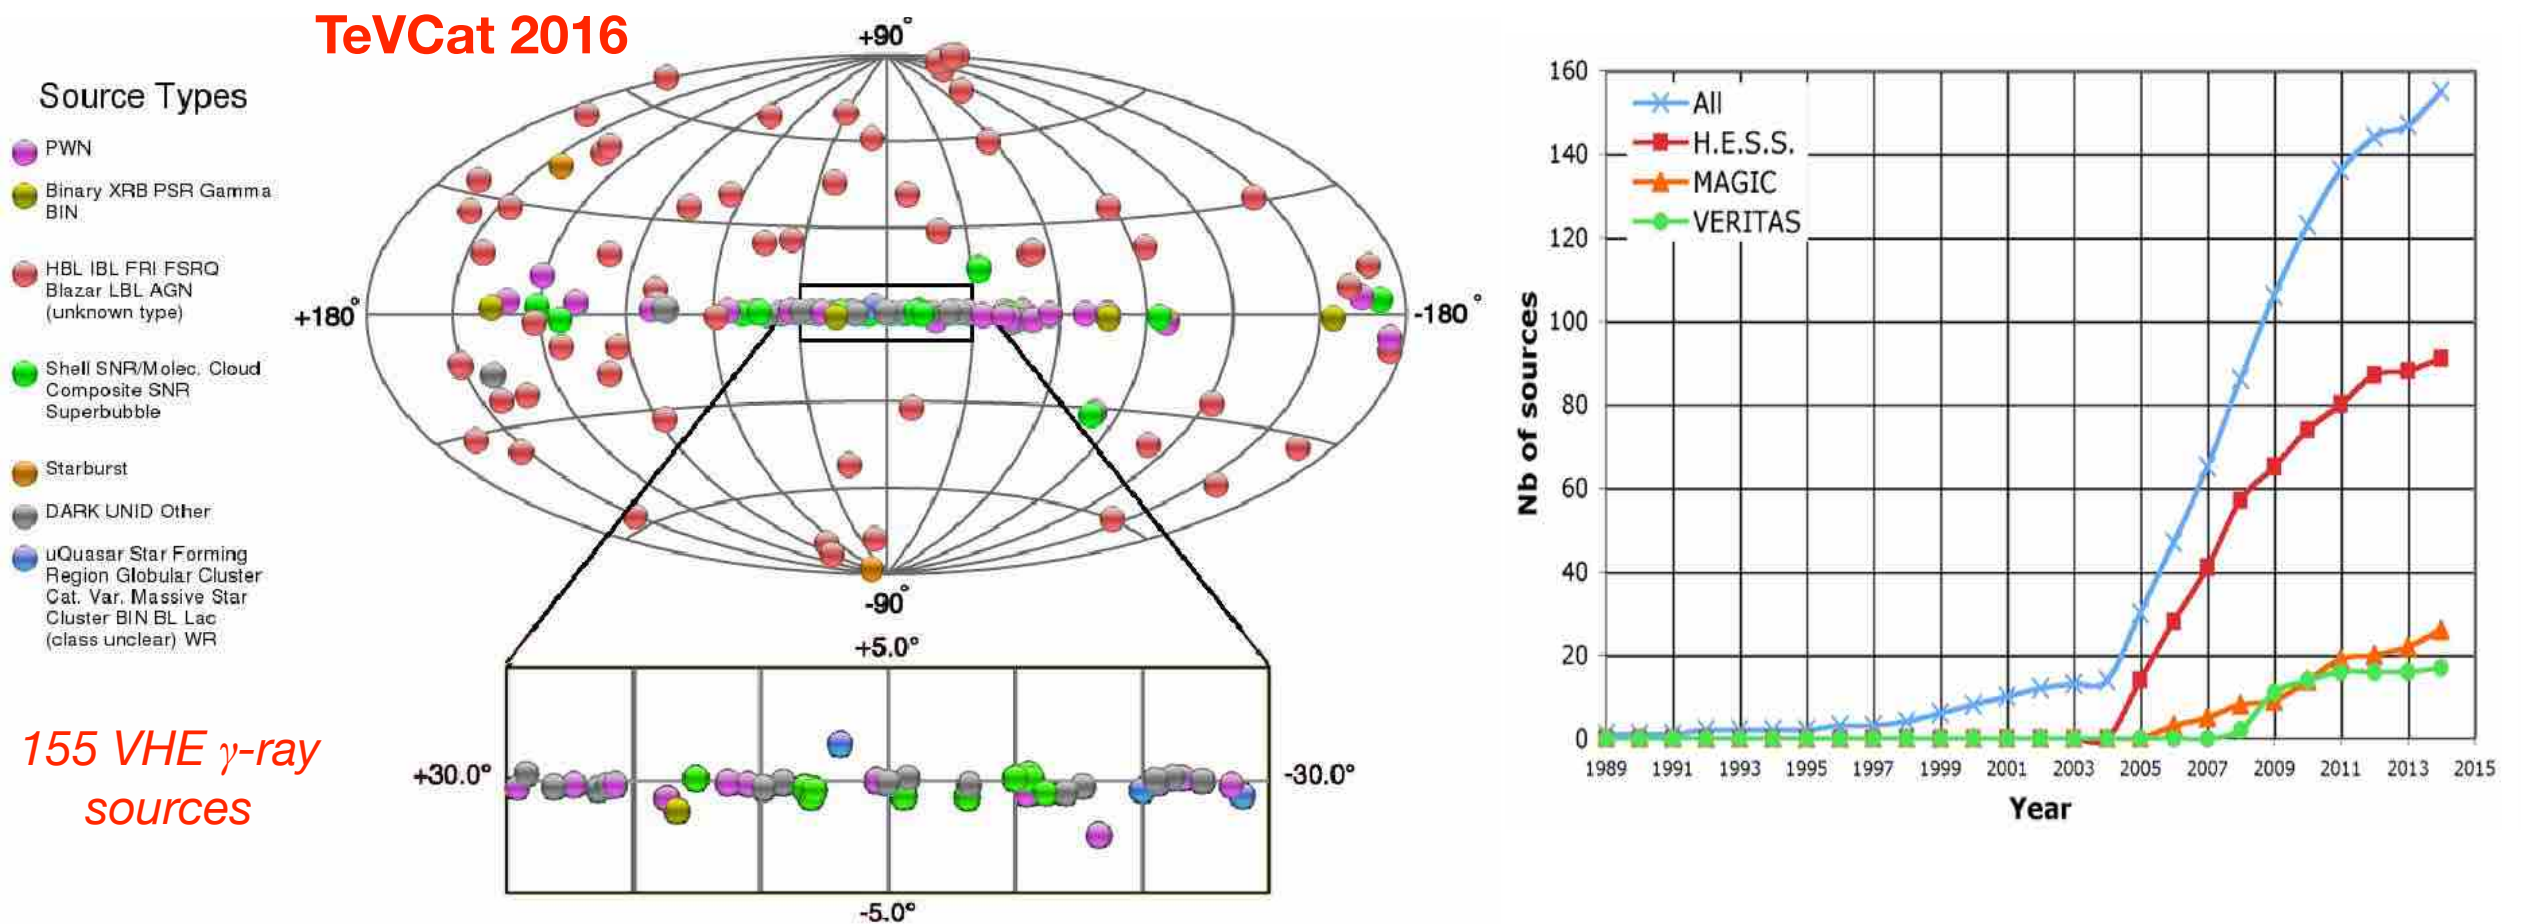 TeVCat 2016
Source Types
PWN
Binary XRB PSR Gamma
BIN
HBL IBL FRI FSRQ
Blazar LBL AGN
(unknown type)
Shell SNR/Molec. Cloud
Composite SNR
Superbubble
Starburst
DARK UNID Other
uQuasar Star Forming
Region Globular Cluster
Cat. Var. Massive Star
Cluster BIN BL Lac
(class unclear) WR
155 VHE γ-ray
sources
+90°
+180°
-180°
-90°
+5.0°
+30.0°
-30.0°
-5.0°
All
H.E.S.S.
MAGIC
VERITAS
Nb of sources
160
140
120
100
80
60
40
20
0
1989 1991 1993 1995 1997 1999 2001 2003 2005 2007 2009 2011 2013 2015
Year